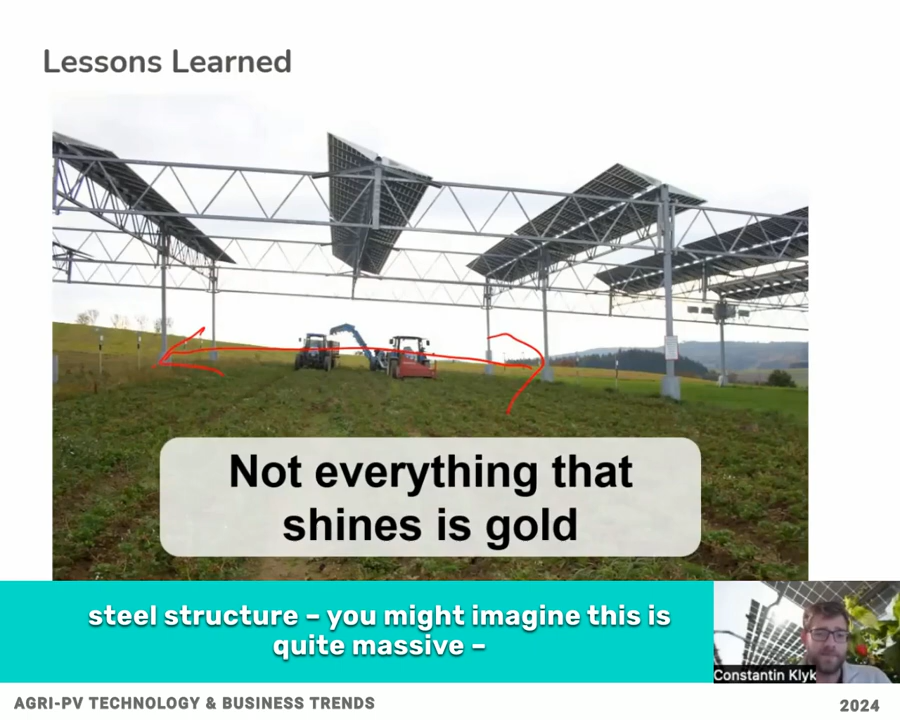 Lessons Learned
Not everything that
shines is gold
steel structure – you might imagine this is
quite massive –
Constantin Klyk
AGRI-PV TECHNOLOGY & BUSINESS TRENDS
2024